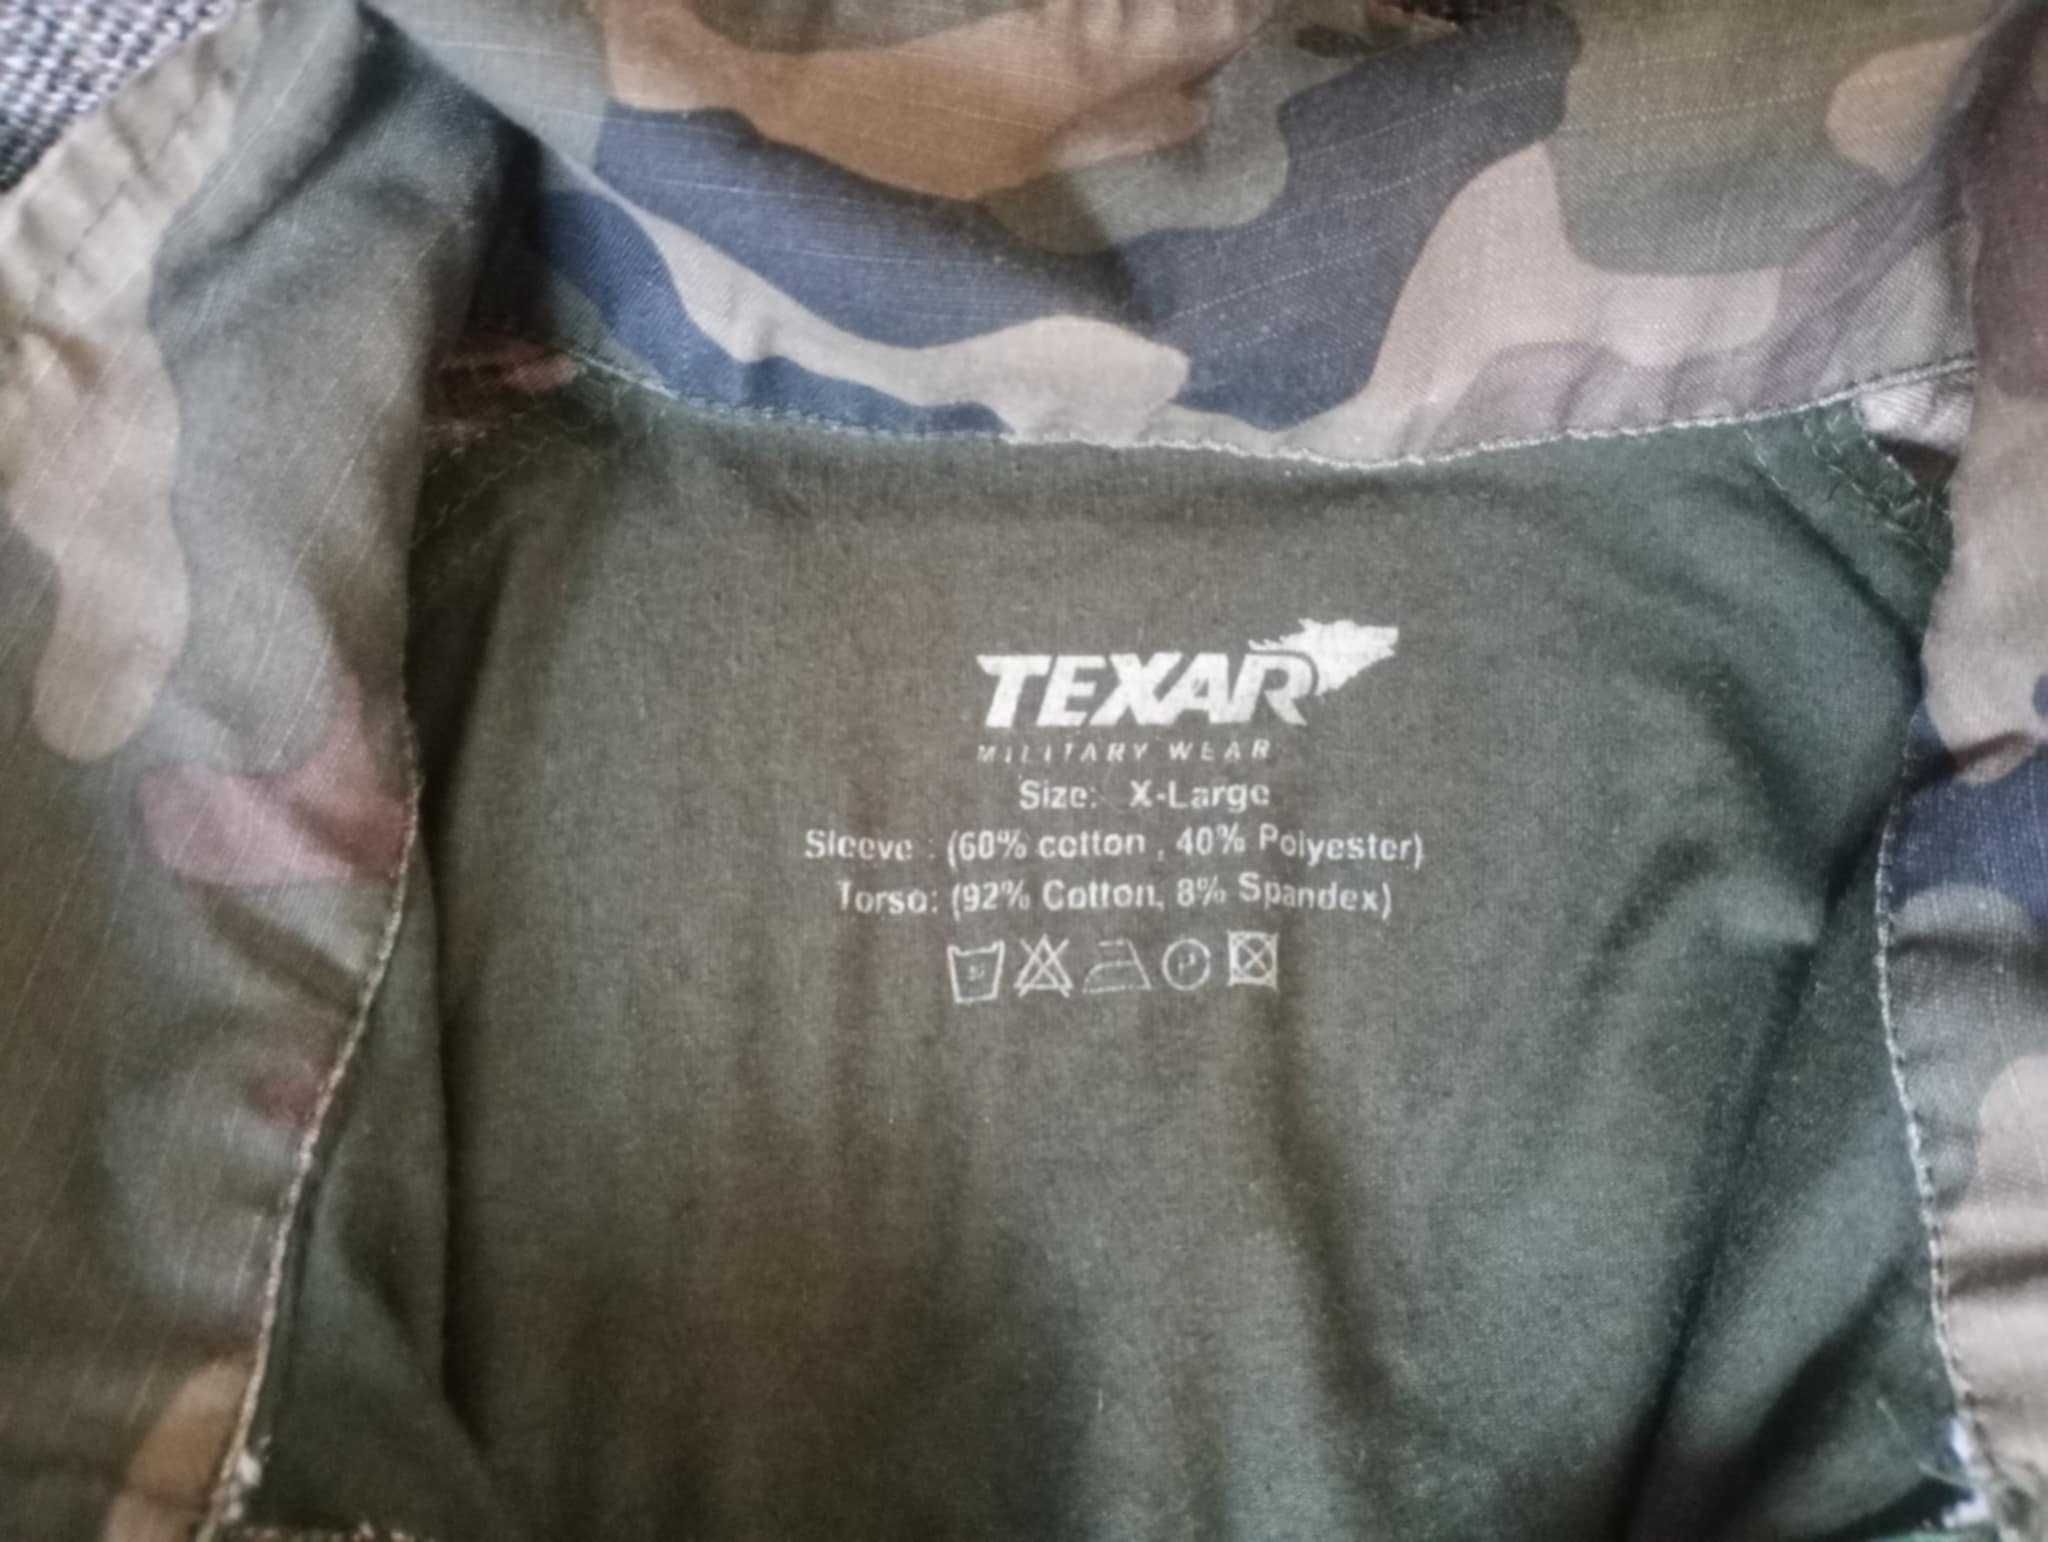 TEXAR
MILITARY WEAR
Size: X-Large
Sleeve : (60% cotton , 40% Polyester)
Torso: (92% Cotton, 8% Spandex)
P